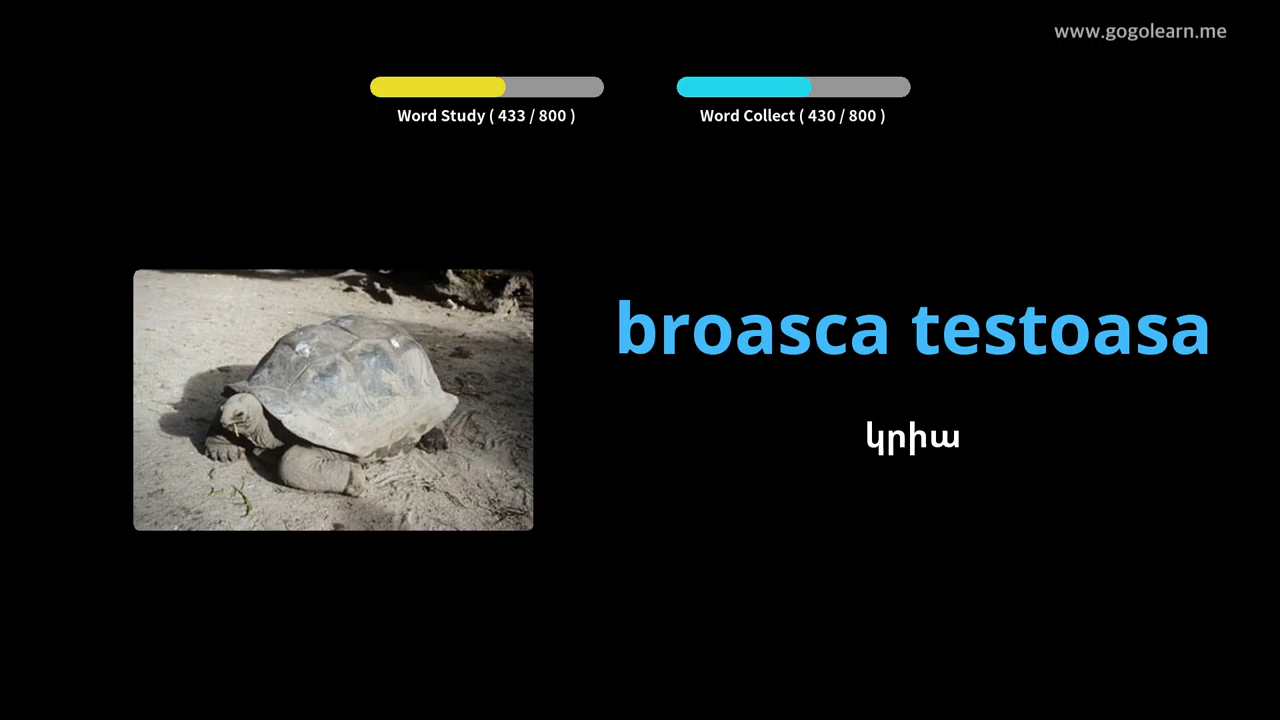 www.gogolearn.me
Word Study ( 433 / 800 )
Word Collect ( 430 / 800 )
broasca testoasa
կրիա